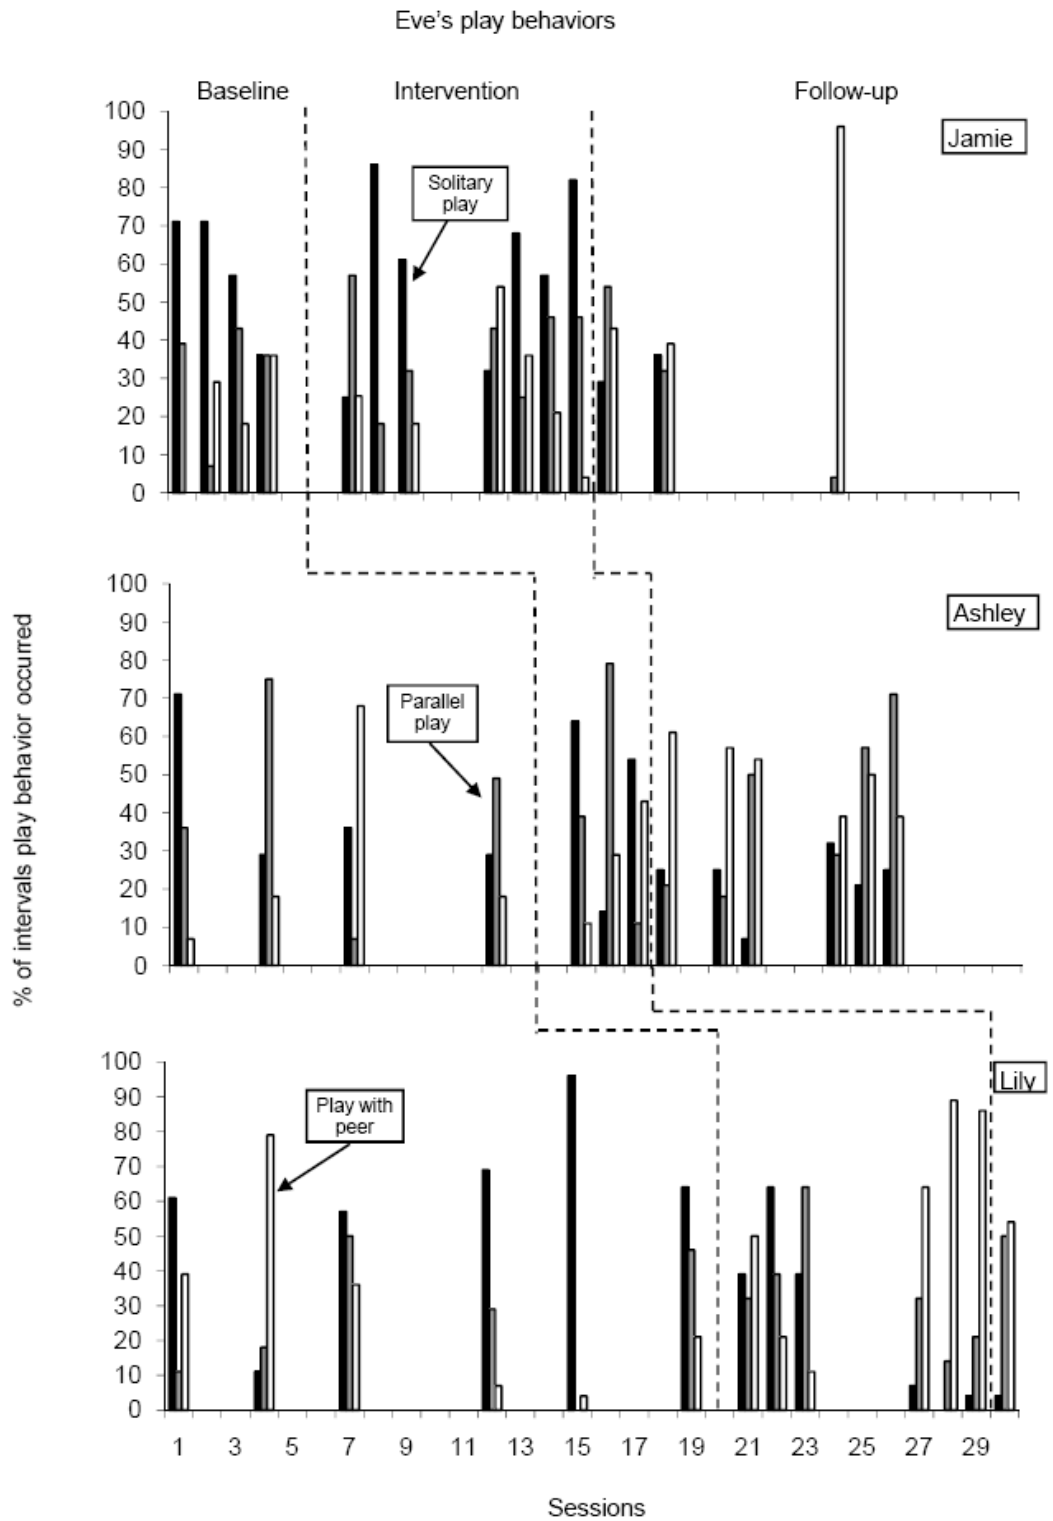 Eve's play behaviors
Baseline
Intervention
Follow-up
100
90
80
70
60
50
40
30
20
10
0
Jamie
Solitary
play
% of intervals play behavior occurred
100
90
80
70
60
50
40
30
20
10
0
Ashley
Parallel
play
100
90
80
70
60
50
40
30
20
10
0
Lily
Play with
peer
1 3 5 7 9 11 13 15 17 19 21 23 25 27 29
Sessions